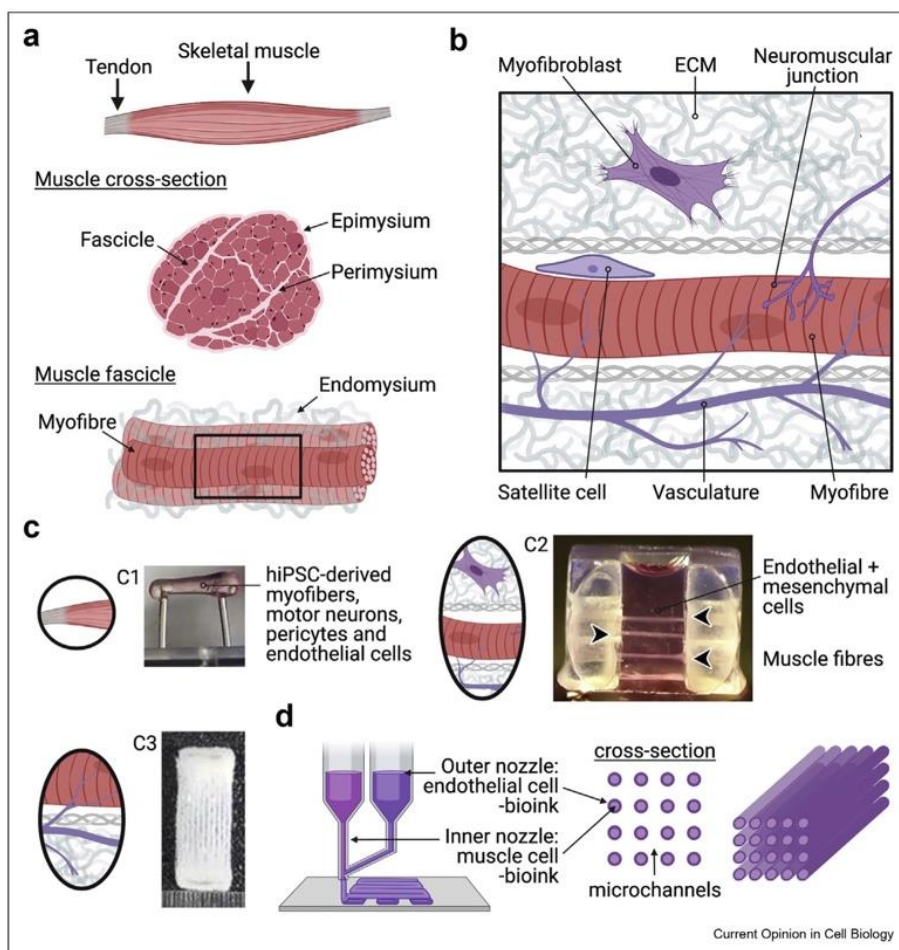 a
Skeletal muscle
Tendon
Muscle cross-section
Epimysium
Fascicle
Perimysium
Muscle fascicle
Endomysium
Myofibre
b
Myofibroblast
ECM
Neuromuscular
junction
Satellite cell
Vasculature
Myofibre
c
C1
hiPSC-derived
myofibers,
motor neurons,
pericytes and
endothelial cells
C2
Endothelial +
mesenchymal
cells
Muscle fibres
C3
d
Outer nozzle:
endothelial cell
-bioink
Inner nozzle:
muscle cell
-bioink
cross-section
microchannels
Current Opinion in Cell Biology